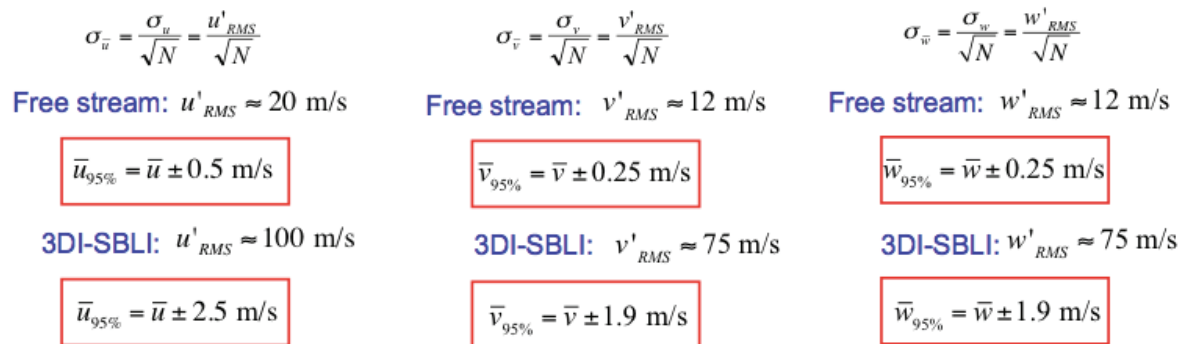 σ_ū = σ_u/√N = u'_RMS/√N
Free stream: u'_RMS ≈ 20 m/s
ū_95% = ū ± 0.5 m/s
3DI-SBLI: u'_RMS ≈ 100 m/s
ū_95% = ū ± 2.5 m/s
σ_v̄ = σ_v/√N = v'_RMS/√N
Free stream: v'_RMS ≈ 12 m/s
v̄_95% = v̄ ± 0.25 m/s
3DI-SBLI: v'_RMS ≈ 75 m/s
v̄_95% = v̄ ± 1.9 m/s
σ_w̄ = σ_w/√N = w'_RMS/√N
Free stream: w'_RMS ≈ 12 m/s
w̄_95% = w̄ ± 0.25 m/s
3DI-SBLI: w'_RMS ≈ 75 m/s
w̄_95% = w̄ ± 1.9 m/s